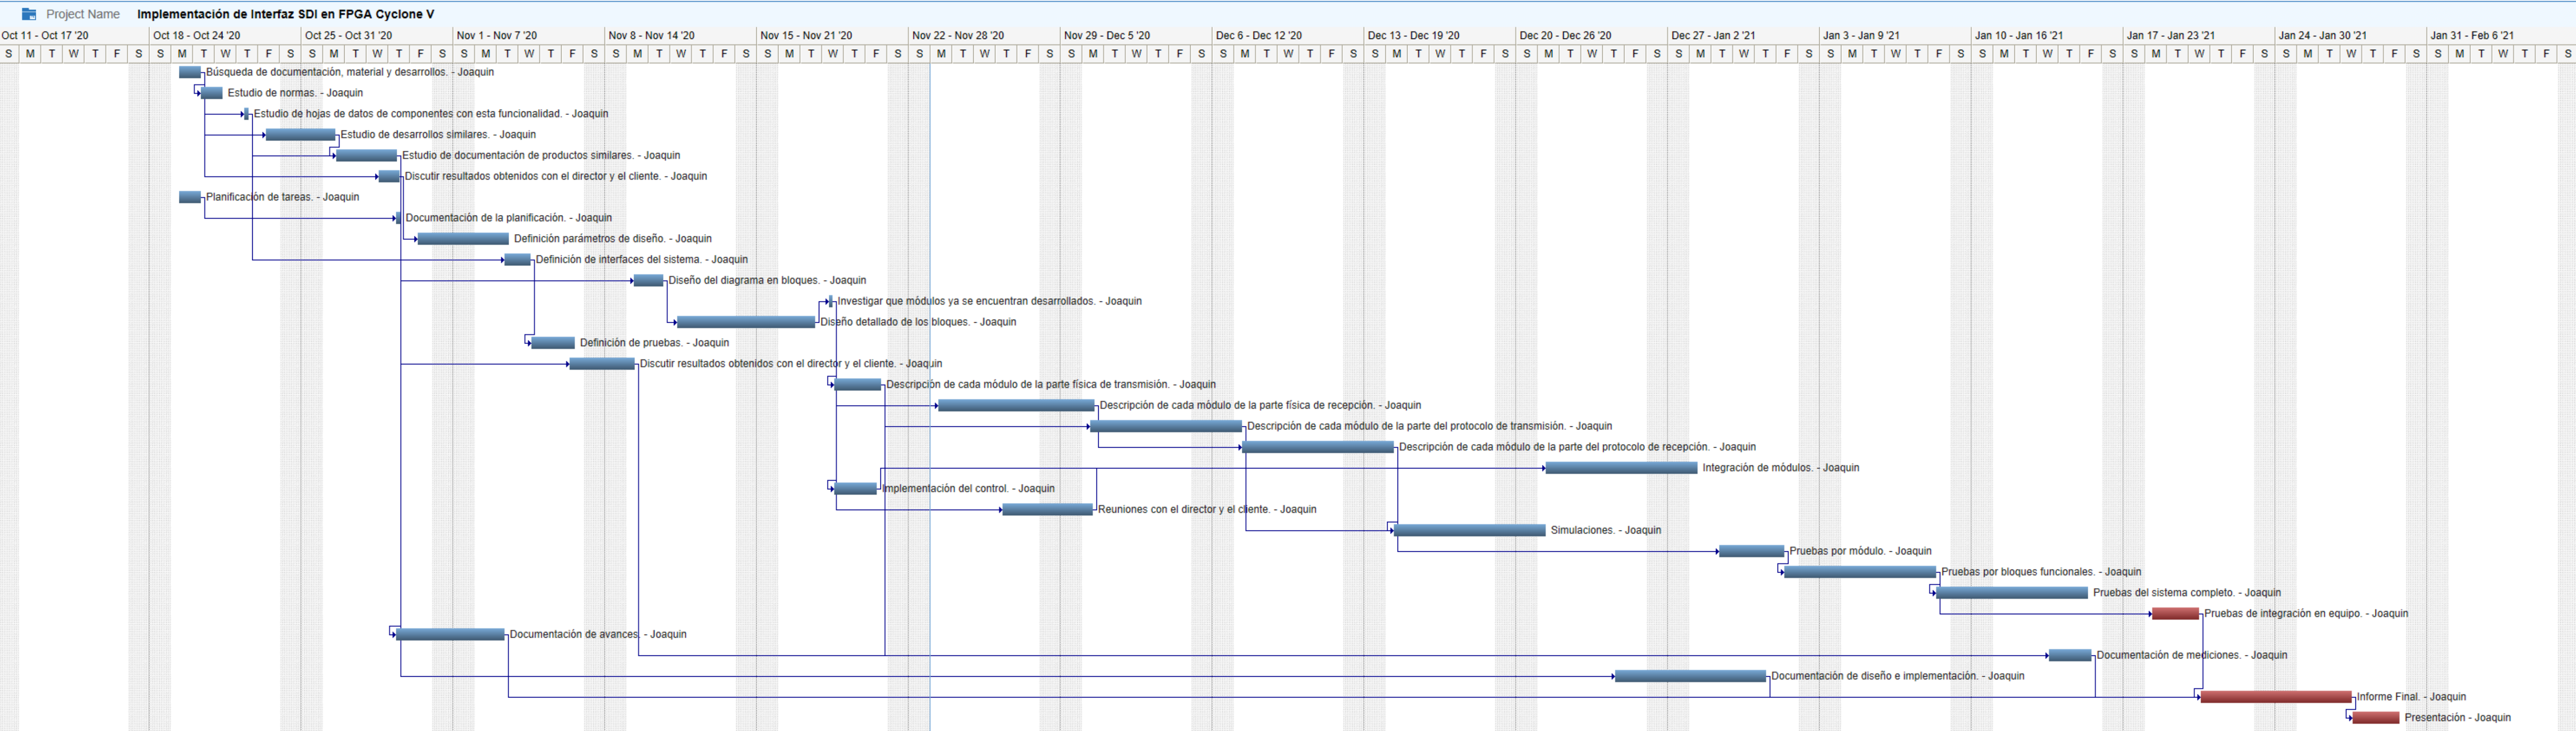 Project Name Implementación de Interfaz SDI en FPGA Cyclone V
Oct 11 - Oct 17 '20 Oct 18 - Oct 24 '20 Oct 25 - Oct 31 '20 Nov 1 - Nov 7 '20 Nov 8 - Nov 14 '20 Nov 15 - Nov 21 '20 Nov 22 - Nov 28 '20 Nov 29 - Dec 5 '20 Dec 6 - Dec 12 '20 Dec 13 - Dec 19 '20 Dec 20 - Dec 26 '20 Dec 27 - Jan 2 '21 Jan 3 - Jan 9 '21 Jan 10 - Jan 16 '21 Jan 17 - Jan 23 '21 Jan 24 - Jan 30 '21 Jan 31 - Feb 6 '21
S M T W T F S S M T W T F S S M T W T F S S M T W T F S S M T W T F S S M T W T F S S M T W T F S S M T W T F S S M T W T F S S M T W T F S S M T W T F S S M T W T F S S M T W T F S S M T W T F S S M T W T F S S M T W T F S S M T W T F S
Búsqueda de documentación, material y desarrollos. - Joaquin
Estudio de normas. - Joaquin
Estudio de hojas de datos de componentes con esta funcionalidad. - Joaquin
Estudio de desarrollos similares. - Joaquin
Estudio de documentación de productos similares. - Joaquin
Discutir resultados obtenidos con el director y el cliente. - Joaquin
Planificación de tareas. - Joaquin
Documentación de la planificación. - Joaquin
Definición parámetros de diseño. - Joaquin
Definición de interfaces del sistema. - Joaquin
Diseño del diagrama en bloques. - Joaquin
Investigar que módulos ya se encuentran desarrollados. - Joaquin
Diseño detallado de los bloques. - Joaquin
Definición de pruebas. - Joaquin
Discutir resultados obtenidos con el director y el cliente. - Joaquin
Descripción de cada módulo de la parte física de transmisión. - Joaquin
Descripción de cada módulo de la parte física de recepción. - Joaquin
Descripción de cada módulo de la parte del protocolo de transmisión. - Joaquin
Descripción de cada módulo de la parte del protocolo de recepción. - Joaquin
Integración de módulos. - Joaquin
Implementación del control. - Joaquin
Reuniones con el director y el cliente. - Joaquin
Simulaciones. - Joaquin
Pruebas por módulo. - Joaquin
Pruebas por bloques funcionales. - Joaquin
Pruebas del sistema completo. - Joaquin
Pruebas de integración en equipo. - Joaquin
Documentación de avances. - Joaquin
Documentación de mediciones. - Joaquin
Documentación de diseño e implementación. - Joaquin
Informe Final. - Joaquin
Presentación - Joaquin